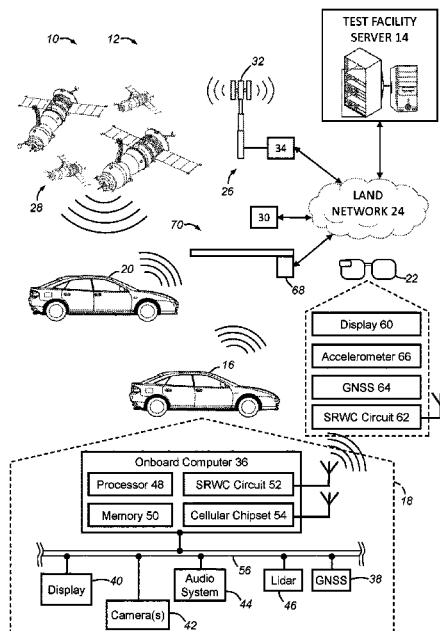 10
12
32
TEST FACILITY
SERVER 14
34
28
26
LAND
NETWORK 24
30
70
68
22
20
Display 60
Accelerometer 66
GNSS 64
SRWC Circuit 62
16
Onboard Computer 36
Processor 48
SRWC Circuit 52
Memory 50
Cellular Chipset 54
18
56
Display
40
Camera(s)
42
Audio
System
44
Lidar
46
GNSS
38